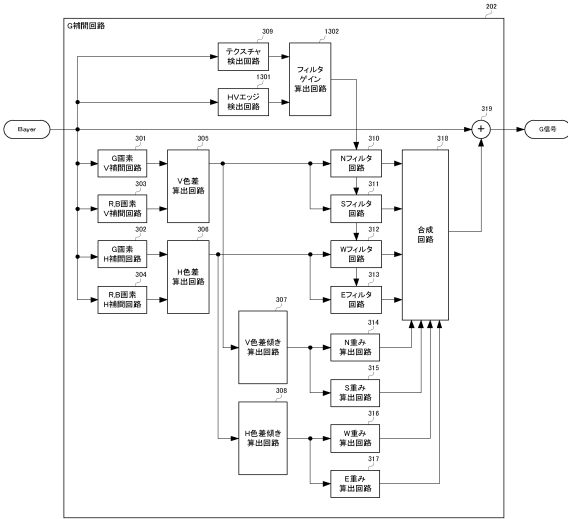 202
G補間回路
309
テクスチャ
検出回路
1302
フィルタ
ゲイン
算出回路
1301
HVエッジ
検出回路
Bayer
319
+
G信号
301
G画素
V補間回路
305
V色差
算出回路
310
Nフィルタ
回路
318
合成
回路
303
R,B画素
V補間回路
311
Sフィルタ
回路
302
G画素
H補間回路
306
H色差
算出回路
312
Wフィルタ
回路
304
R,B画素
H補間回路
313
Eフィルタ
回路
307
V色差傾き
算出回路
314
N重み
算出回路
315
S重み
算出回路
308
H色差傾き
算出回路
316
W重み
算出回路
317
E重み
算出回路